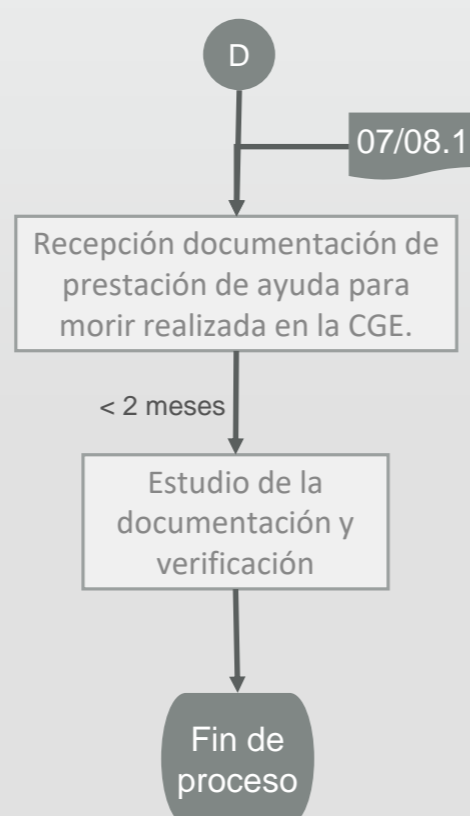 D
07/08.1
Recepción documentación de
prestación de ayuda para
morir realizada en la CGE.
< 2 meses
Estudio de la
documentación y
verificación
Fin de
proceso